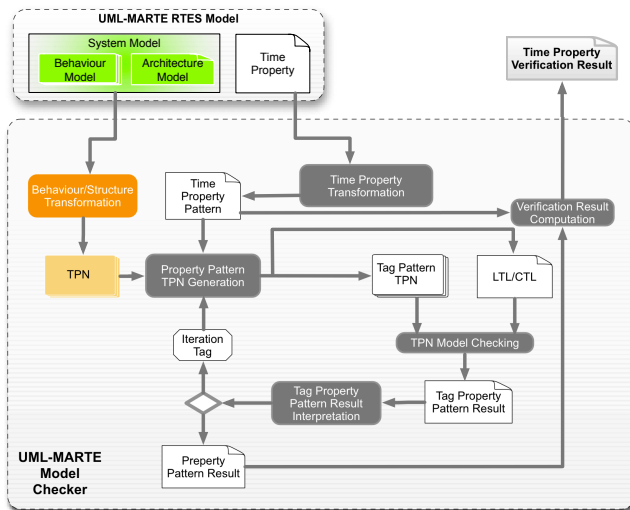 UML-MARTE RTES Model
System Model
Behaviour
Model
Architecture
Model
Time
Property
Time Property
Verification Result
Behaviour/Structure
Transformation
Time Property
Transformation
Time
Property
Pattern
Verification Result
Computation
TPN
Property Pattern
TPN Generation
Tag Pattern
TPN
LTL/CTL
Iteration
Tag
TPN Model Checking
Tag Property
Pattern Result
Interpretation
Tag Property
Pattern Result
Preperty
Pattern Result
UML-MARTE
Model
Checker